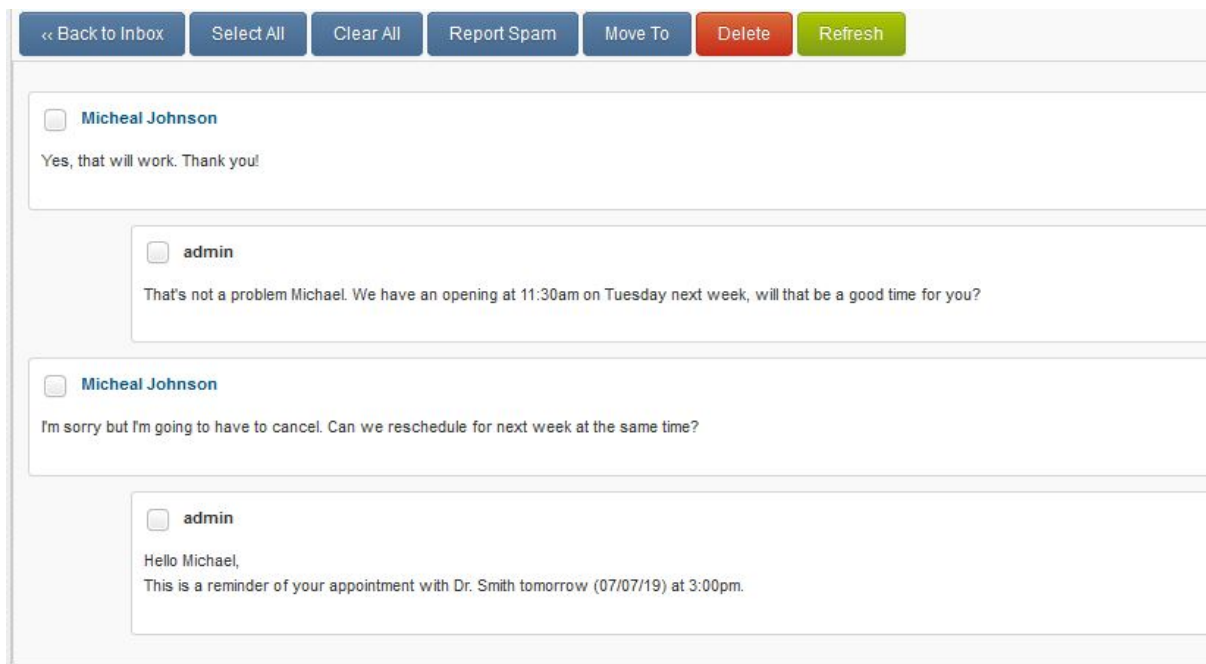 ‹‹ Back to Inbox Select All Clear All Report Spam Move To Delete Refresh
Micheal Johnson
Yes, that will work. Thank you!
admin
That's not a problem Michael. We have an opening at 11:30am on Tuesday next week, will that be a good time for you?
Micheal Johnson
I'm sorry but I'm going to have to cancel. Can we reschedule for next week at the same time?
admin
Hello Michael,
This is a reminder of your appointment with Dr. Smith tomorrow (07/07/19) at 3:00pm.